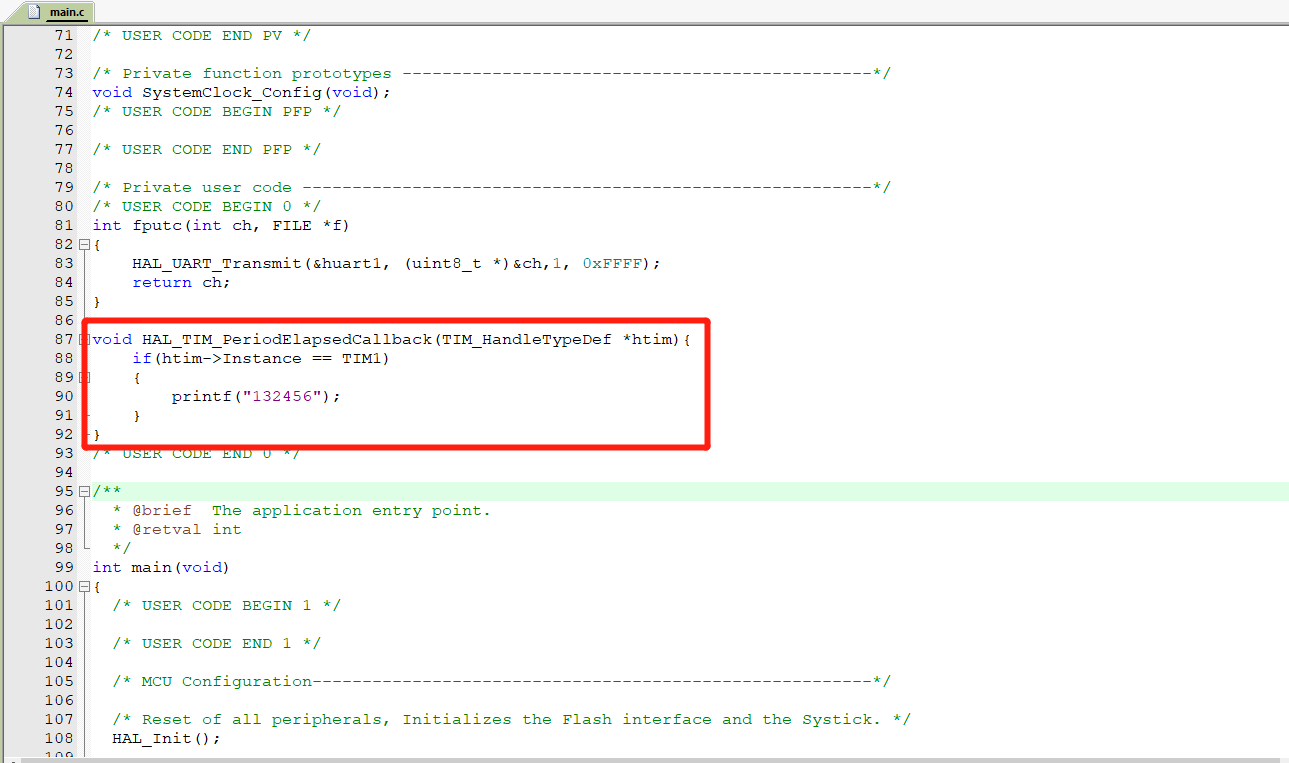 main.c
71 /* USER CODE END PV */
72
73 /* Private function prototypes -----------------------------------------------*/
74 void SystemClock_Config(void);
75 /* USER CODE BEGIN PFP */
76
77 /* USER CODE END PFP */
78
79 /* Private user code ---------------------------------------------------------*/
80 /* USER CODE BEGIN 0 */
81 int fputc(int ch, FILE *f)
82 {
83     HAL_UART_Transmit(&huart1, (uint8_t *)&ch,1, 0xFFFF);
84     return ch;
85 }
86
87 void HAL_TIM_PeriodElapsedCallback(TIM_HandleTypeDef *htim){
88     if(htim->Instance == TIM1)
89     {
90         printf("132456");
91     }
92 }
93 /* USER CODE END 0 */
94
95 /**
96   * @brief  The application entry point.
97   * @retval int
98   */
99 int main(void)
100 {
101   /* USER CODE BEGIN 1 */
102
103   /* USER CODE END 1 */
104
105   /* MCU Configuration--------------------------------------------------------*/
106
107   /* Reset of all peripherals, Initializes the Flash interface and the Systick. */
108   HAL_Init();
109